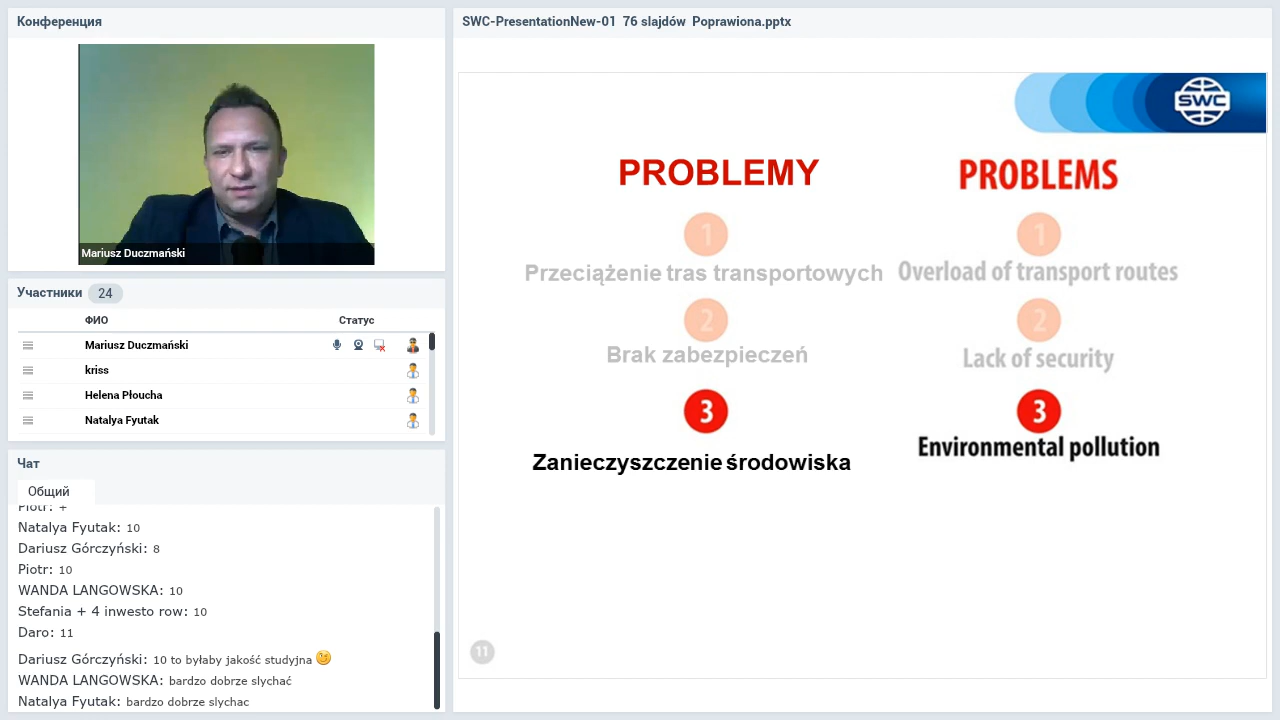 Конференция
Mariusz Duczmański
Участники 24
ФИО Статус
Mariusz Duczmański
kriss
Helena Płoucha
Natalya Fyutak
Чат
Общий
Piotr: +
Natalya Fyutak: 10
Dariusz Górczyński: 8
Piotr: 10
WANDA LANGOWSKA: 10
Stefania + 4 inwesto row: 10
Daro: 11
Dariusz Górczyński: 10 to byłaby jakość studyjna
WANDA LANGOWSKA: bardzo dobrze slychać
Natalya Fyutak: bardzo dobrze slychac
SWC-PresentationNew-01 76 slajdów Poprawiona.pptx
SWC
PROBLEMY
1
Przeciążenie tras transportowych
2
Brak zabezpieczeń
3
Zanieczyszczenie środowiska
PROBLEMS
1
Overload of transport routes
2
Lack of security
3
Environmental pollution
11